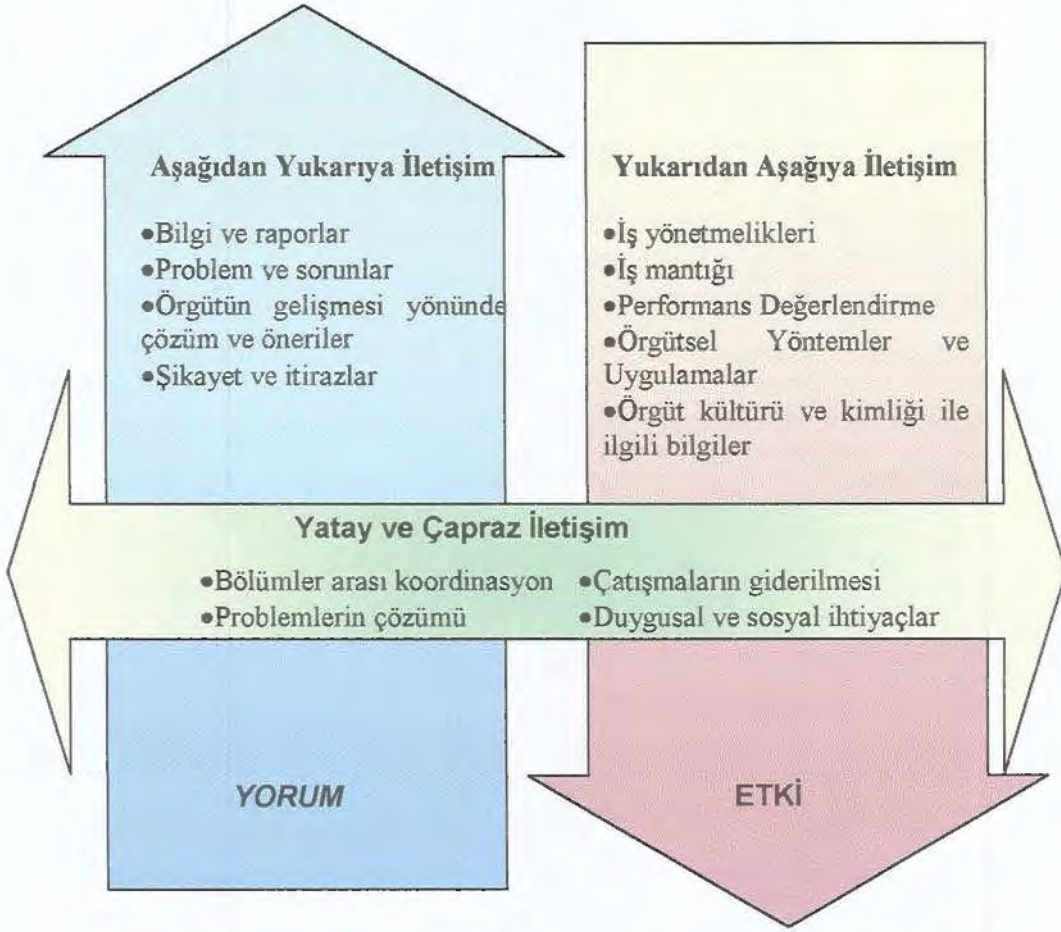 Aşağıdan Yukarıya İletişim
•Bilgi ve raporlar
•Problem ve sorunlar
•Örgütün gelişmesi yönünde
çözüm ve öneriler
•Şikayet ve itirazlar
Yukarıdan Aşağıya İletişim
•İş yönetmelikleri
•İş mantığı
•Performans Değerlendirme
•Örgütsel Yöntemler ve
Uygulamalar
•Örgüt kültürü ve kimliği ile
ilgili bilgiler
Yatay ve Çapraz İletişim
•Bölümler arası koordinasyon
•Problemlerin çözümü
•Çatışmaların giderilmesi
•Duygusal ve sosyal ihtiyaçlar
YORUM
ETKİ